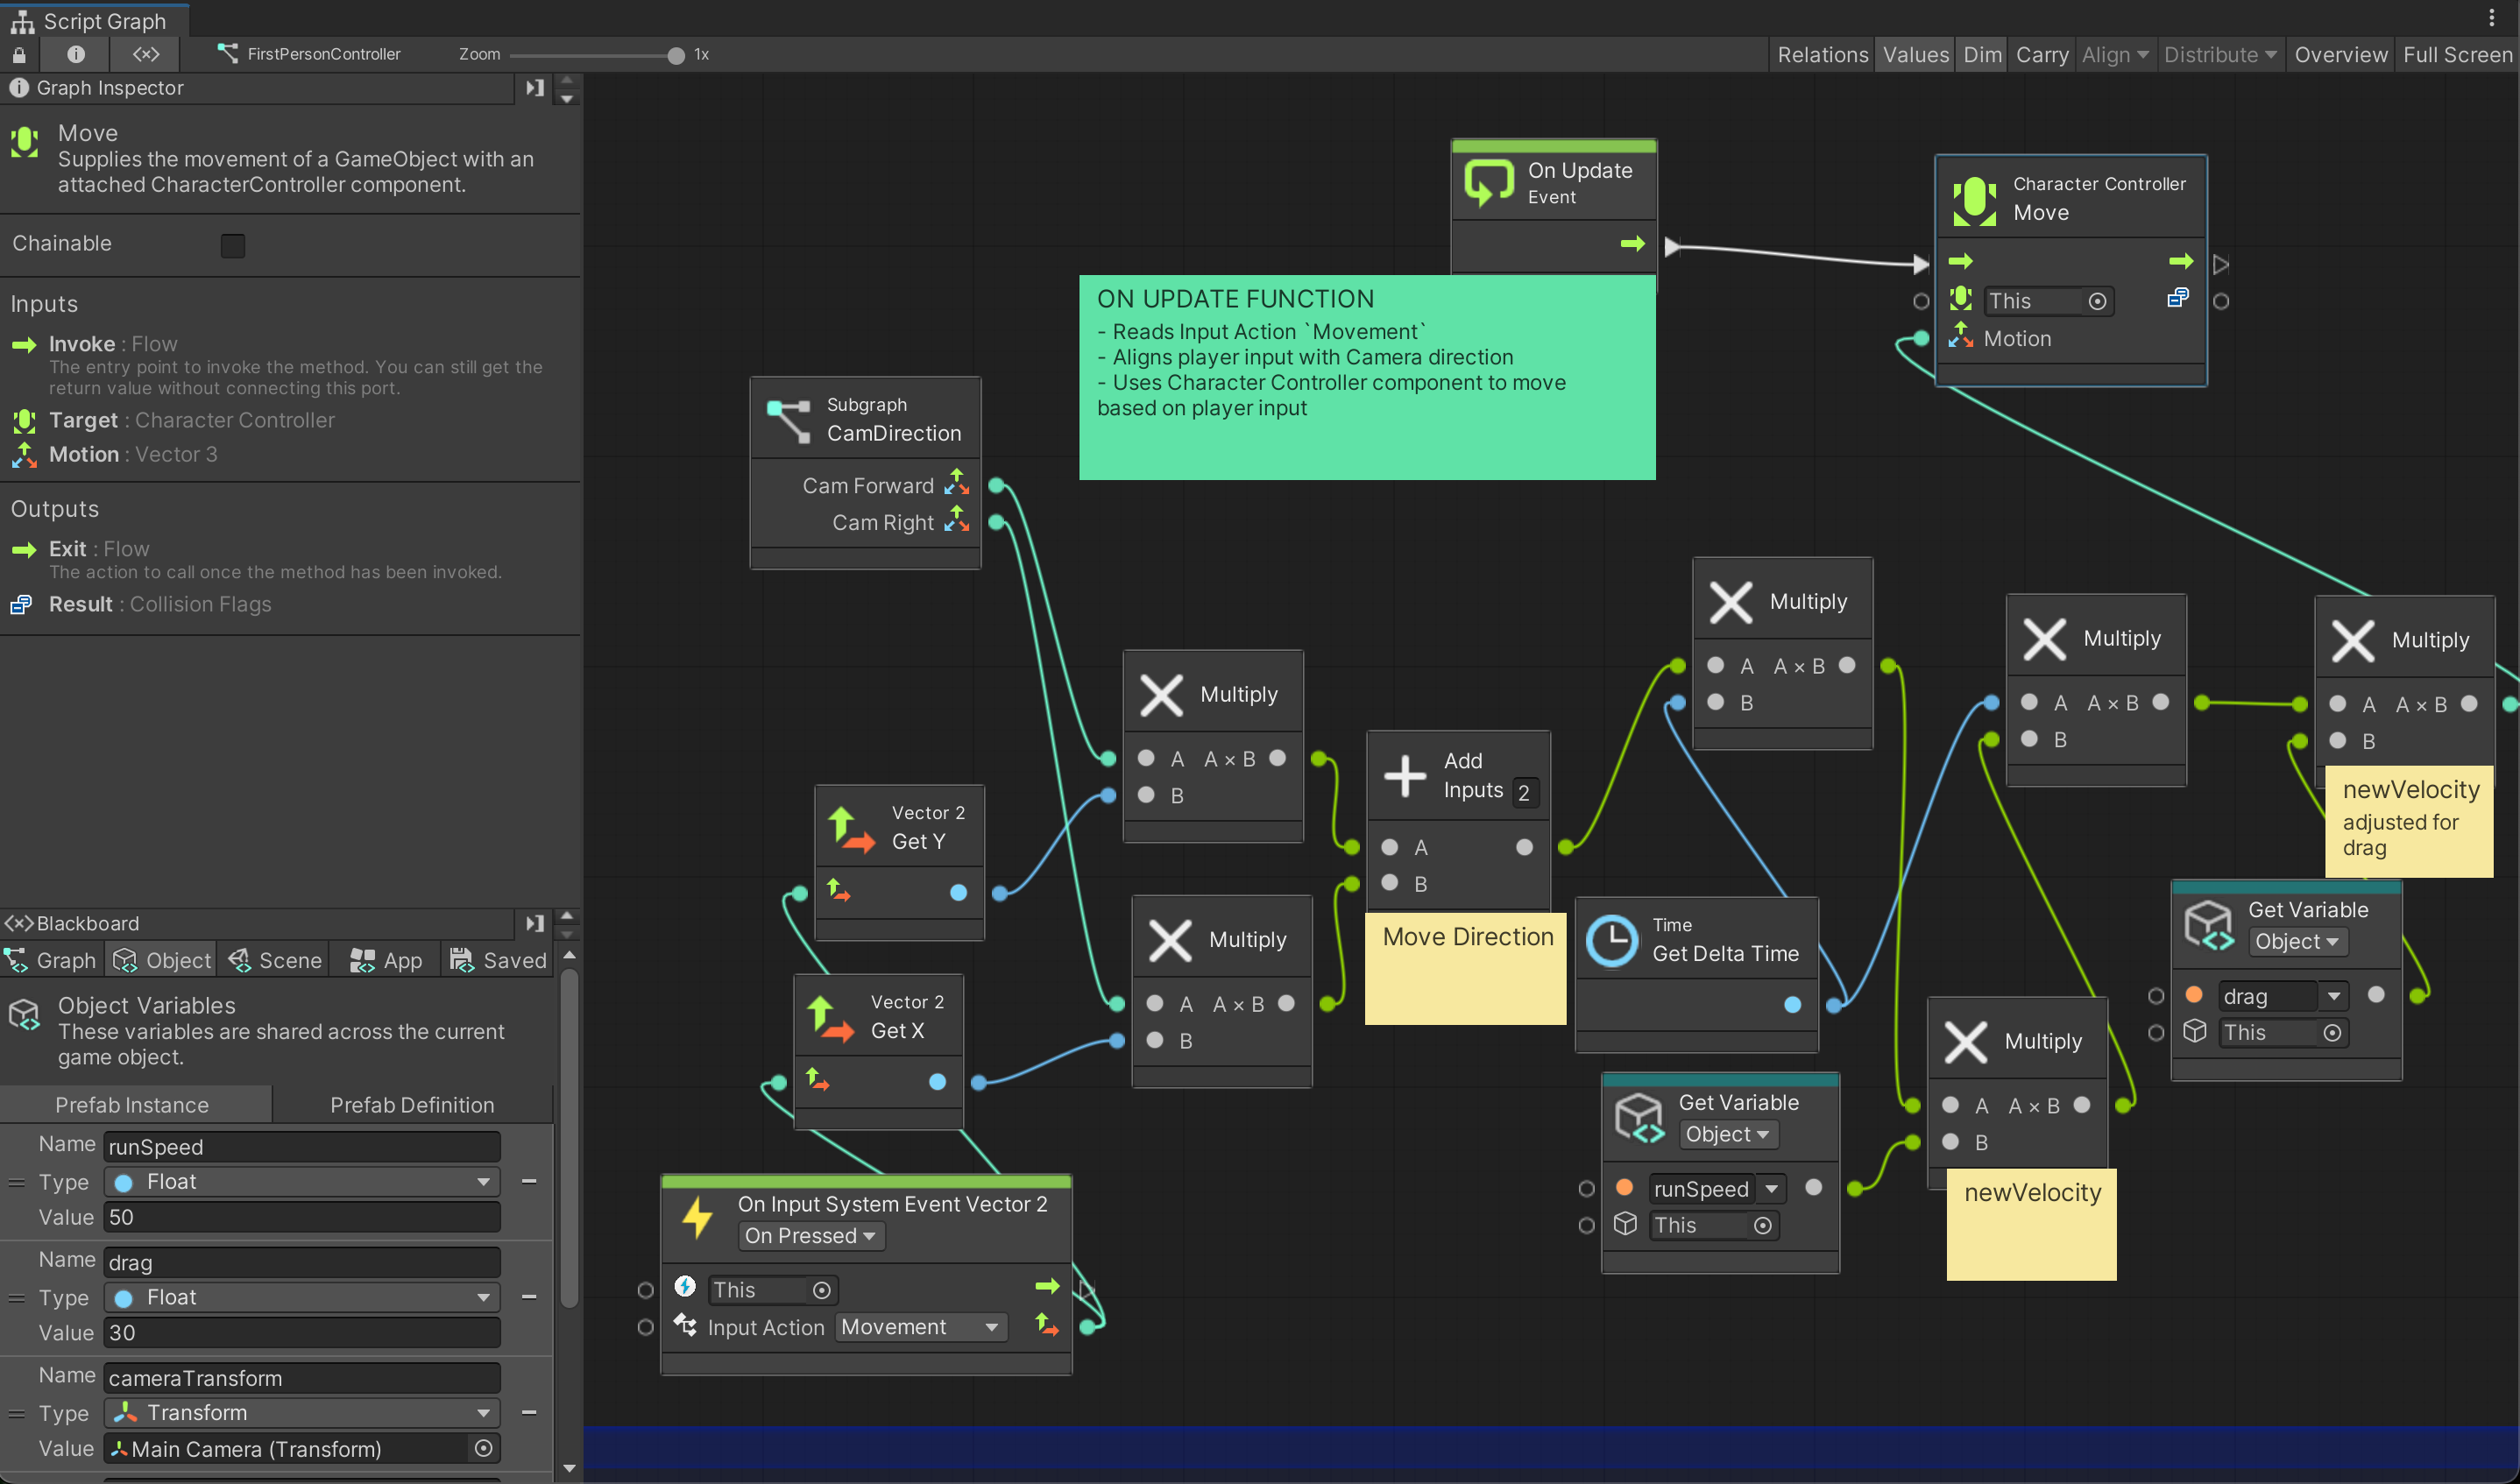 Script Graph
FirstPersonController
Zoom
1x
Relations
Values
Dim
Carry
Align
Distribute
Overview
Full Screen
Graph Inspector
Move
Supplies the movement of a GameObject with an
attached CharacterController component.
Chainable
Inputs
Invoke : Flow
The entry point to invoke the method. You can still get the
return value without connecting this port.
Target : Character Controller
Motion : Vector 3
Outputs
Exit : Flow
The action to call once the method has been invoked.
Result : Collision Flags
Blackboard
Graph
Object
Scene
App
Saved
Object Variables
These variables are shared across the current
game object.
Prefab Instance
Prefab Definition
Name runSpeed
Type Float
Value 50
Name drag
Type Float
Value 30
Name cameraTransform
Type Transform
Value Main Camera (Transform)
On Update
Event
Character Controller
Move
This
Motion
ON UPDATE FUNCTION
- Reads Input Action `Movement`
- Aligns player input with Camera direction
- Uses Character Controller component to move
based on player input
Subgraph
CamDirection
Cam Forward
Cam Right
Multiply
A A × B
B
Vector 2
Get Y
Vector 2
Get X
Multiply
A A × B
B
Add
Inputs 2
A
B
Move Direction
Multiply
A A × B
B
Time
Get Delta Time
Multiply
A A × B
B
Multiply
A A × B
B
newVelocity
adjusted for
drag
Get Variable
Object
drag
This
Get Variable
Object
runSpeed
This
Multiply
A A × B
B
newVelocity
On Input System Event Vector 2
On Pressed
This
Input Action Movement